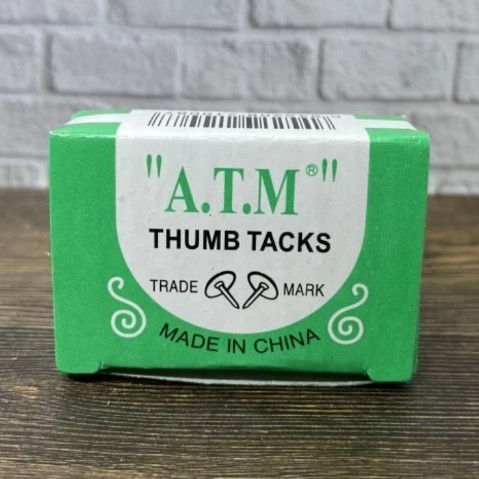 "A.T.M®"
THUMB TACKS
TRADE MARK
MADE IN CHINA